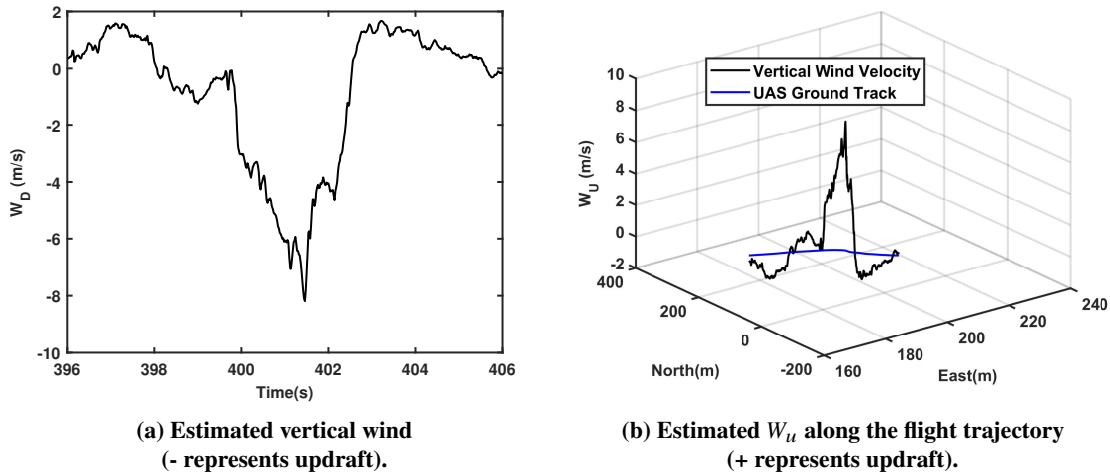 2
0
-2
-4
-6
-8
-10
W_D (m/s)
396 398 400 402 404 406
Time(s)
(a) Estimated vertical wind
(- represents updraft).
Vertical Wind Velocity
UAS Ground Track
10
8
6
4
2
0
-2
W_U (m/s)
400
200
0
-200
North(m)
160
180
200
220
240
East(m)
(b) Estimated W_u along the flight trajectory
(+ represents updraft).